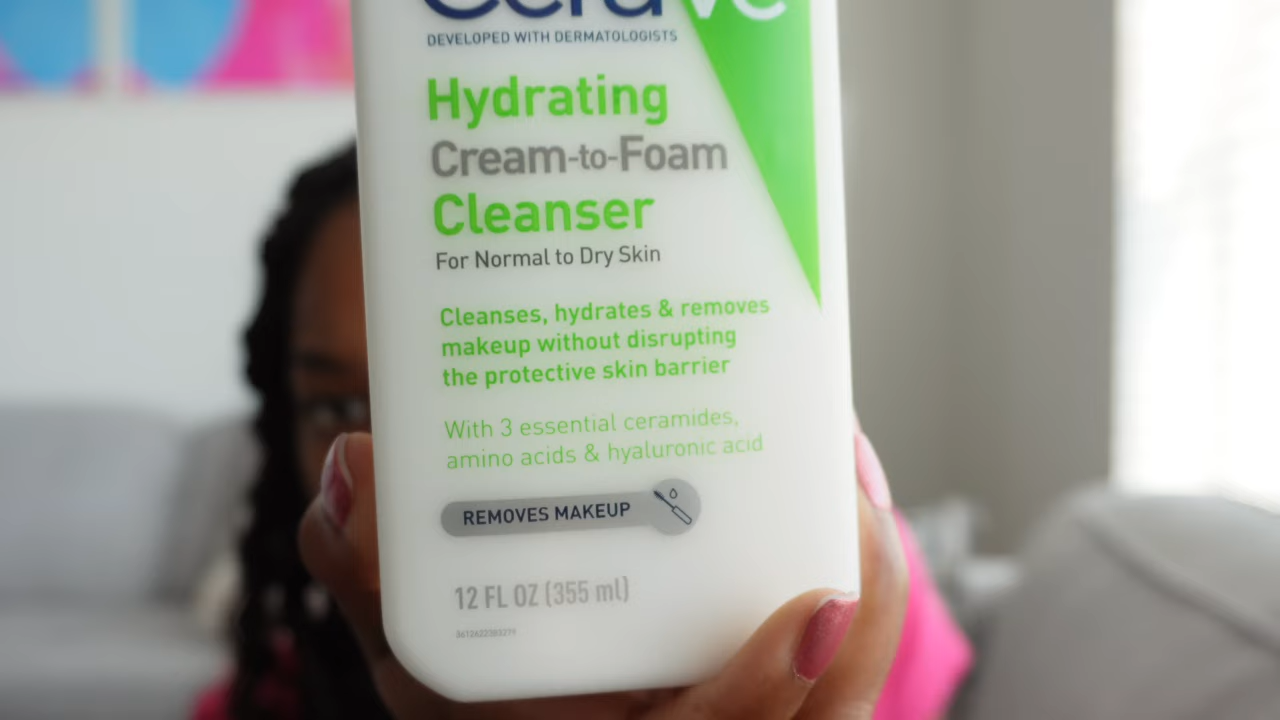 CeraVe
DEVELOPED WITH DERMATOLOGISTS
Hydrating
Cream-to-Foam
Cleanser
For Normal to Dry Skin
Cleanses, hydrates & removes
makeup without disrupting
the protective skin barrier
With 3 essential ceramides,
amino acids & hyaluronic acid
REMOVES MAKEUP
12 FL OZ (355 ml)